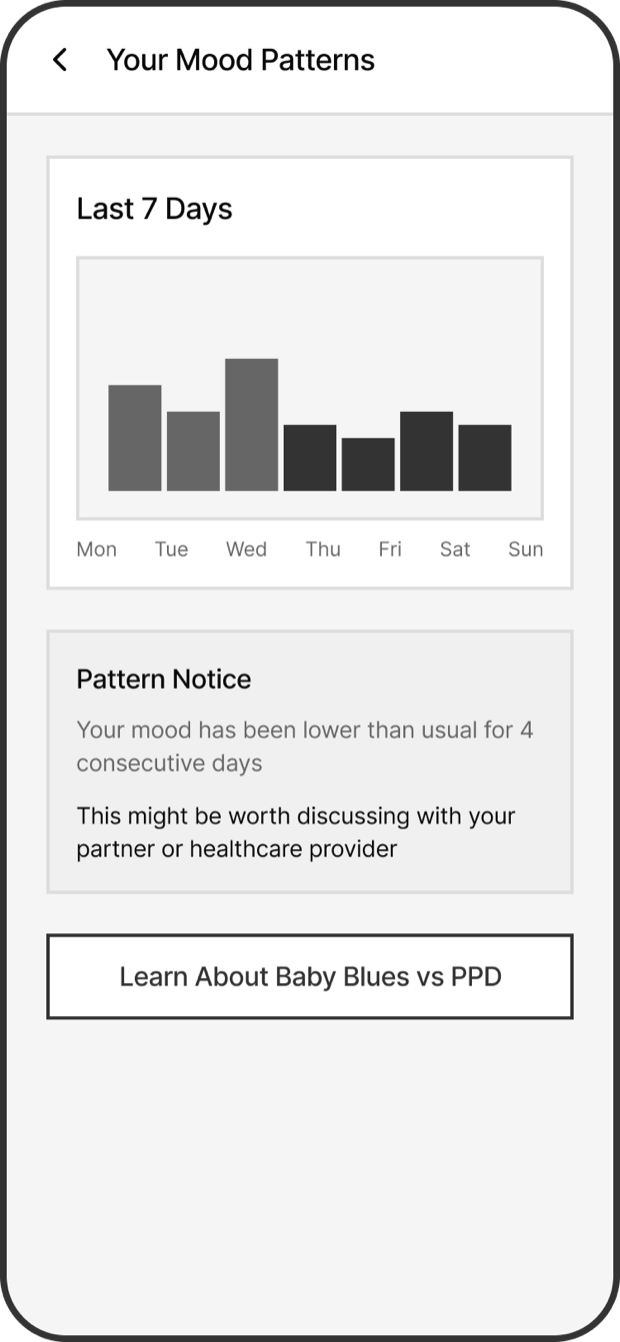 Your Mood Patterns
Last 7 Days
Mon Tue Wed Thu Fri Sat Sun
Pattern Notice
Your mood has been lower than usual for 4
consecutive days
This might be worth discussing with your
partner or healthcare provider
Learn About Baby Blues vs PPD